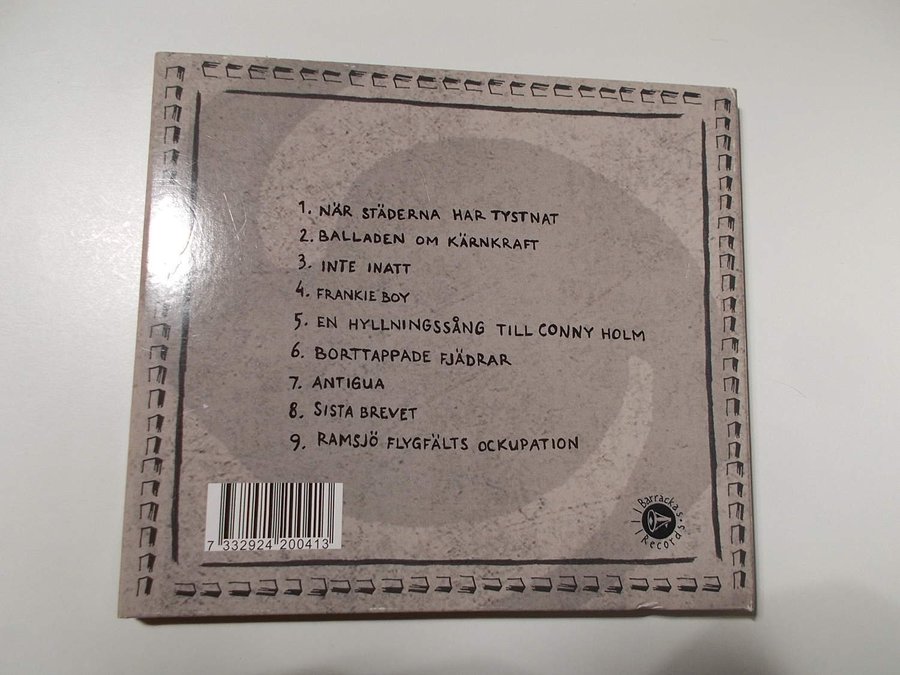 1. NÄR STÄDERNA HAR TYSTNAT
2. BALLADEN OM KÄRNKRAFT
3. INTE INATT
4. FRANKIE BOY
5. EN HYLLNINGSSÅNG TILL CONNY HOLM
6. BORTTAPPADE FJÄDRAR
7. ANTIGUA
8. SISTA BREVET
9. RAMSJÖ FLYGFÄLTS OCKUPATION
7 332924 200413
Barrackas Records